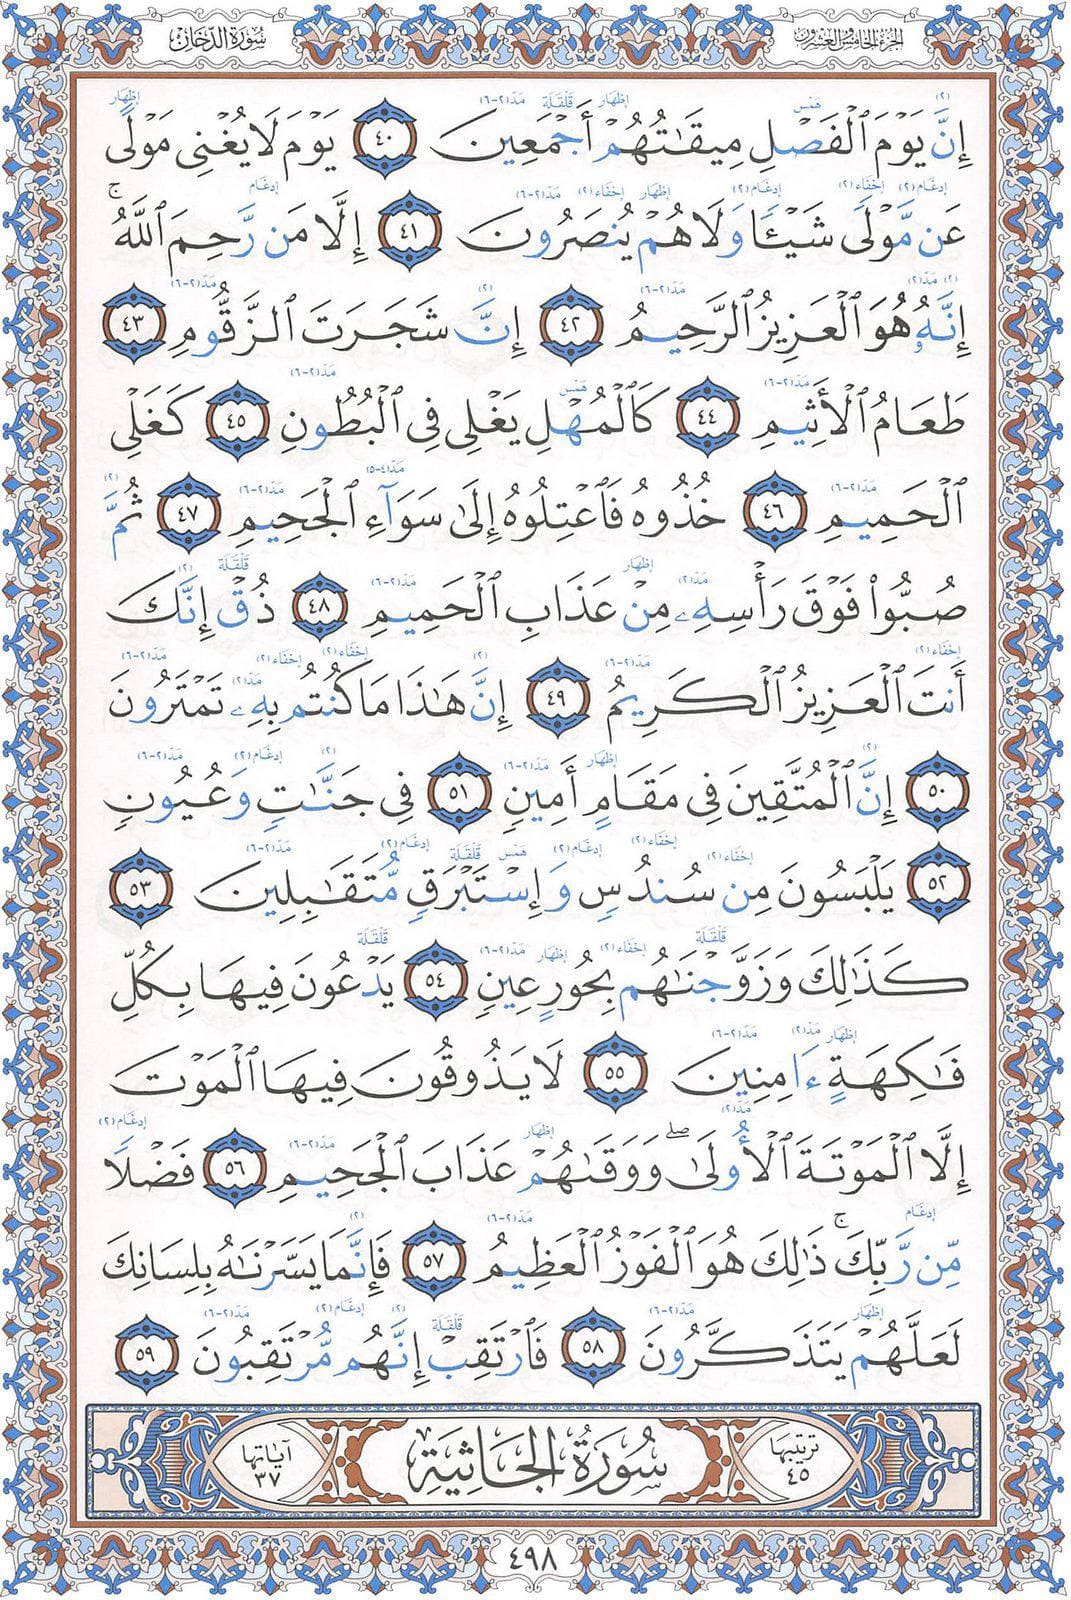 الجزء الخامس والعشرون
سورة الدخان
إِنَّ يَوْمَ ٱلْفَصْلِ مِيقَٰتُهُمْ أَجْمَعِينَ ٤٠ يَوْمَ لَا يُغْنِى مَوْلًى
عَن مَّوْلًى شَيْـًٔا وَلَا هُمْ يُنصَرُونَ ٤١ إِلَّا مَن رَّحِمَ ٱللَّهُ ۚ
إِنَّهُۥ هُوَ ٱلْعَزِيزُ ٱلرَّحِيمُ ٤٢ إِنَّ شَجَرَتَ ٱلزَّقُّومِ ٤٣
طَعَامُ ٱلْأَثِيمِ ٤٤ كَٱلْمُهْلِ يَغْلِى فِى ٱلْبُطُونِ ٤٥ كَغَلْىِ
ٱلْحَمِيمِ ٤٦ خُذُوهُ فَٱعْتِلُوهُ إِلَىٰ سَوَآءِ ٱلْجَحِيمِ ٤٧ ثُمَّ
صُبُّوا۟ فَوْقَ رَأْسِهِۦ مِنْ عَذَابِ ٱلْحَمِيمِ ٤٨ ذُقْ إِنَّكَ
أَنتَ ٱلْعَزِيزُ ٱلْكَرِيمُ ٤٩ إِنَّ هَٰذَا مَا كُنتُم بِهِۦ تَمْتَرُونَ
٥٠ إِنَّ ٱلْمُتَّقِينَ فِى مَقَامٍ أَمِينٍ ٥١ فِى جَنَّٰتٍ وَعُيُونٍ
٥٢ يَلْبَسُونَ مِن سُندُسٍ وَإِسْتَبْرَقٍ مُّتَقَٰبِلِينَ ٥٣
كَذَٰلِكَ وَزَوَّجْنَٰهُم بِحُورٍ عِينٍ ٥٤ يَدْعُونَ فِيهَا بِكُلِّ
فَٰكِهَةٍ ءَامِنِينَ ٥٥ لَا يَذُوقُونَ فِيهَا ٱلْمَوْتَ
إِلَّا ٱلْمَوْتَةَ ٱلْأُولَىٰ ۖ وَوَقَىٰهُمْ عَذَابَ ٱلْجَحِيمِ ٥٦ فَضْلًا
مِّن رَّبِّكَ ۚ ذَٰلِكَ هُوَ ٱلْفَوْزُ ٱلْعَظِيمُ ٥٧ فَإِنَّمَا يَسَّرْنَٰهُ بِلِسَانِكَ
لَعَلَّهُمْ يَتَذَكَّرُونَ ٥٨ فَٱرْتَقِبْ إِنَّهُم مُّرْتَقِبُونَ ٥٩
ترتيبها ٤٥ سُورَةُ الجَاثِيَةِ آياتها ٣٧
٤٩٨